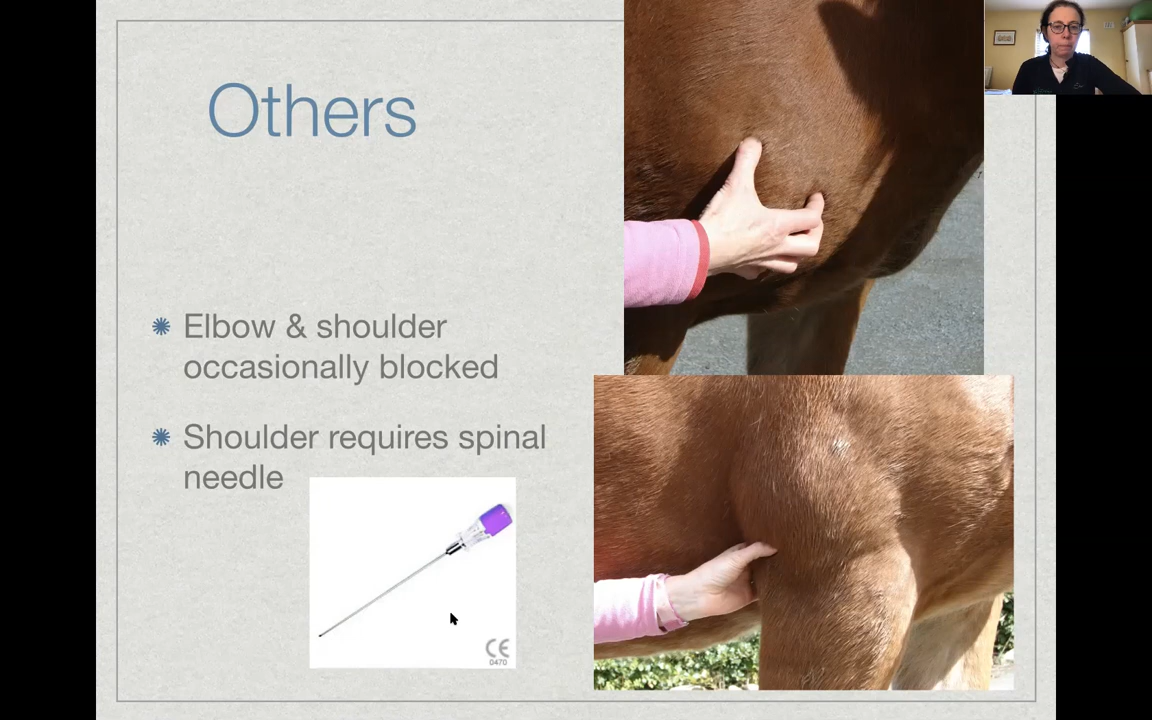 Others
Elbow & shoulder
occasionally blocked
Shoulder requires spinal
needle
CE
0470